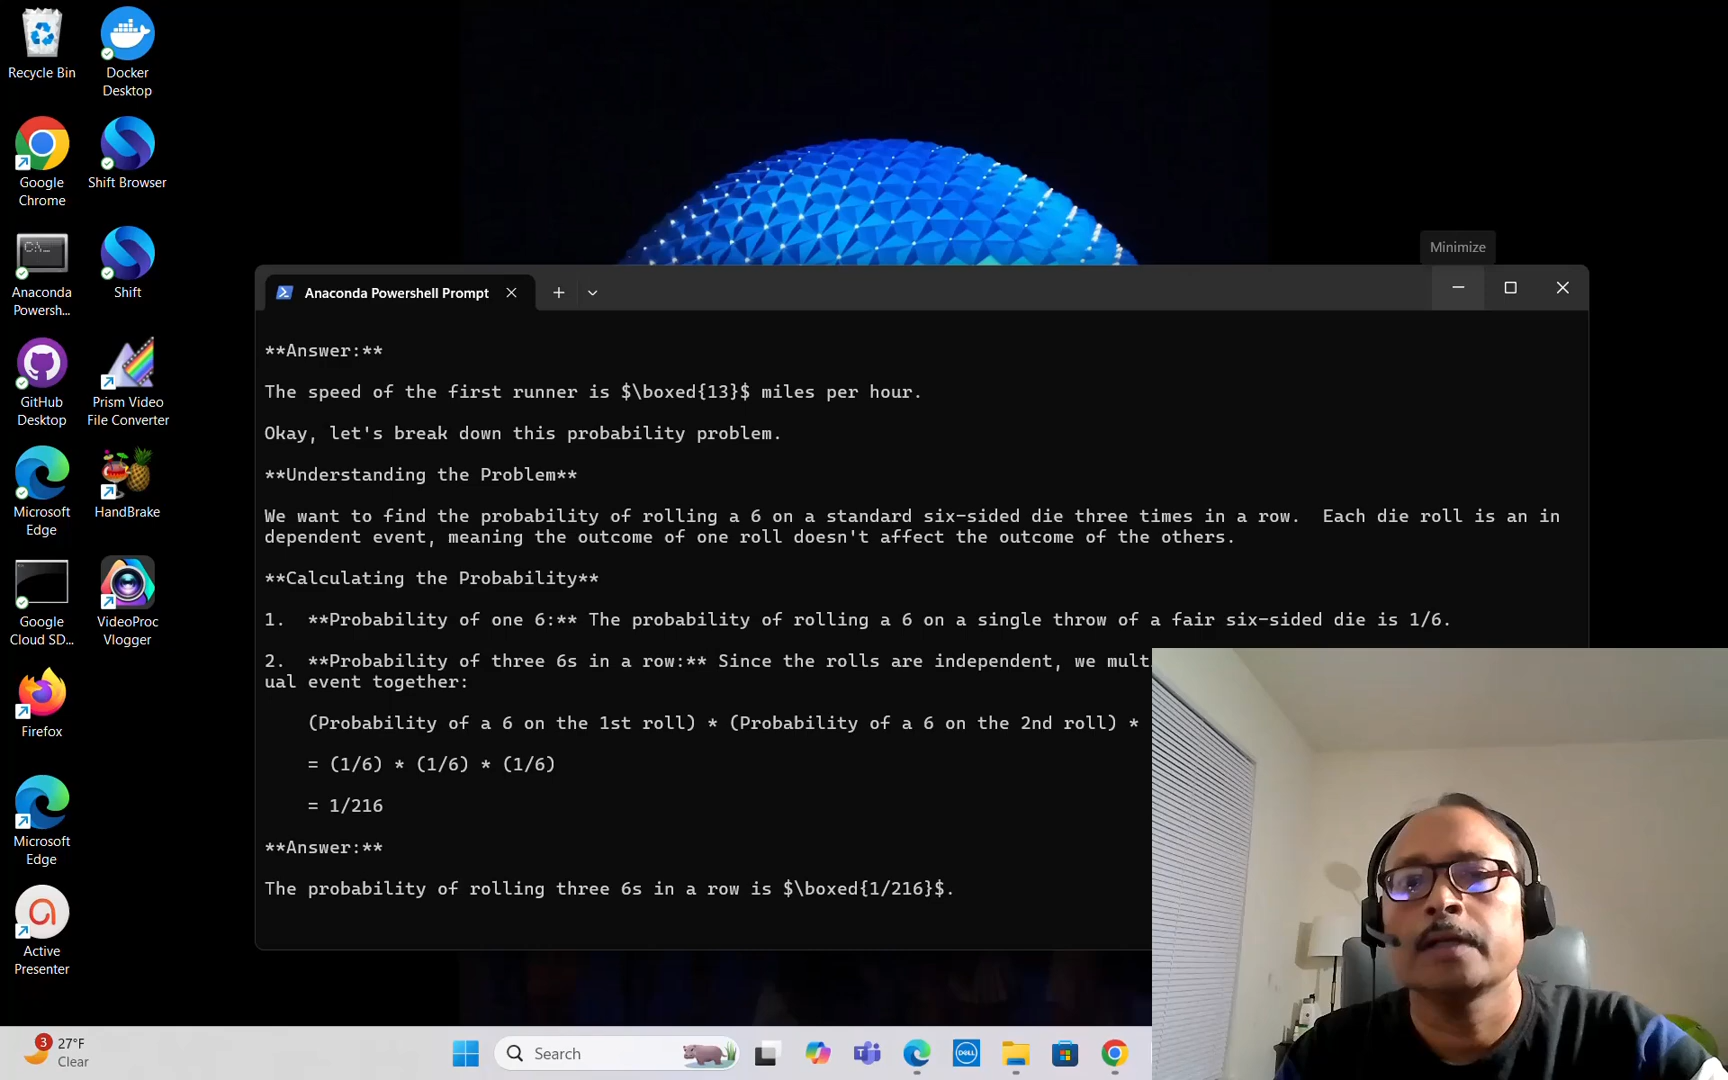 Recycle Bin
Docker
Desktop
Google
Chrome
Shift Browser
Anaconda
Powersh...
Shift
GitHub
Desktop
Prism Video
File Converter
Microsoft
Edge
HandBrake
Google
Cloud SD...
VideoProc
Vlogger
Firefox
Microsoft
Edge
Active
Presenter
Minimize
Anaconda Powershell Prompt
**Answer:**
The speed of the first runner is $\boxed{13}$ miles per hour.
Okay, let's break down this probability problem.
**Understanding the Problem**
We want to find the probability of rolling a 6 on a standard six-sided die three times in a row.  Each die roll is an in
dependent event, meaning the outcome of one roll doesn't affect the outcome of the others.
**Calculating the Probability**
1.  **Probability of one 6:** The probability of rolling a 6 on a single throw of a fair six-sided die is 1/6.
2.  **Probability of three 6s in a row:** Since the rolls are independent, we mult
ual event together:
(Probability of a 6 on the 1st roll) * (Probability of a 6 on the 2nd roll) *
= (1/6) * (1/6) * (1/6)
= 1/216
**Answer:**
The probability of rolling three 6s in a row is $\boxed{1/216}$.
3
27°F
Clear
Search
DELL